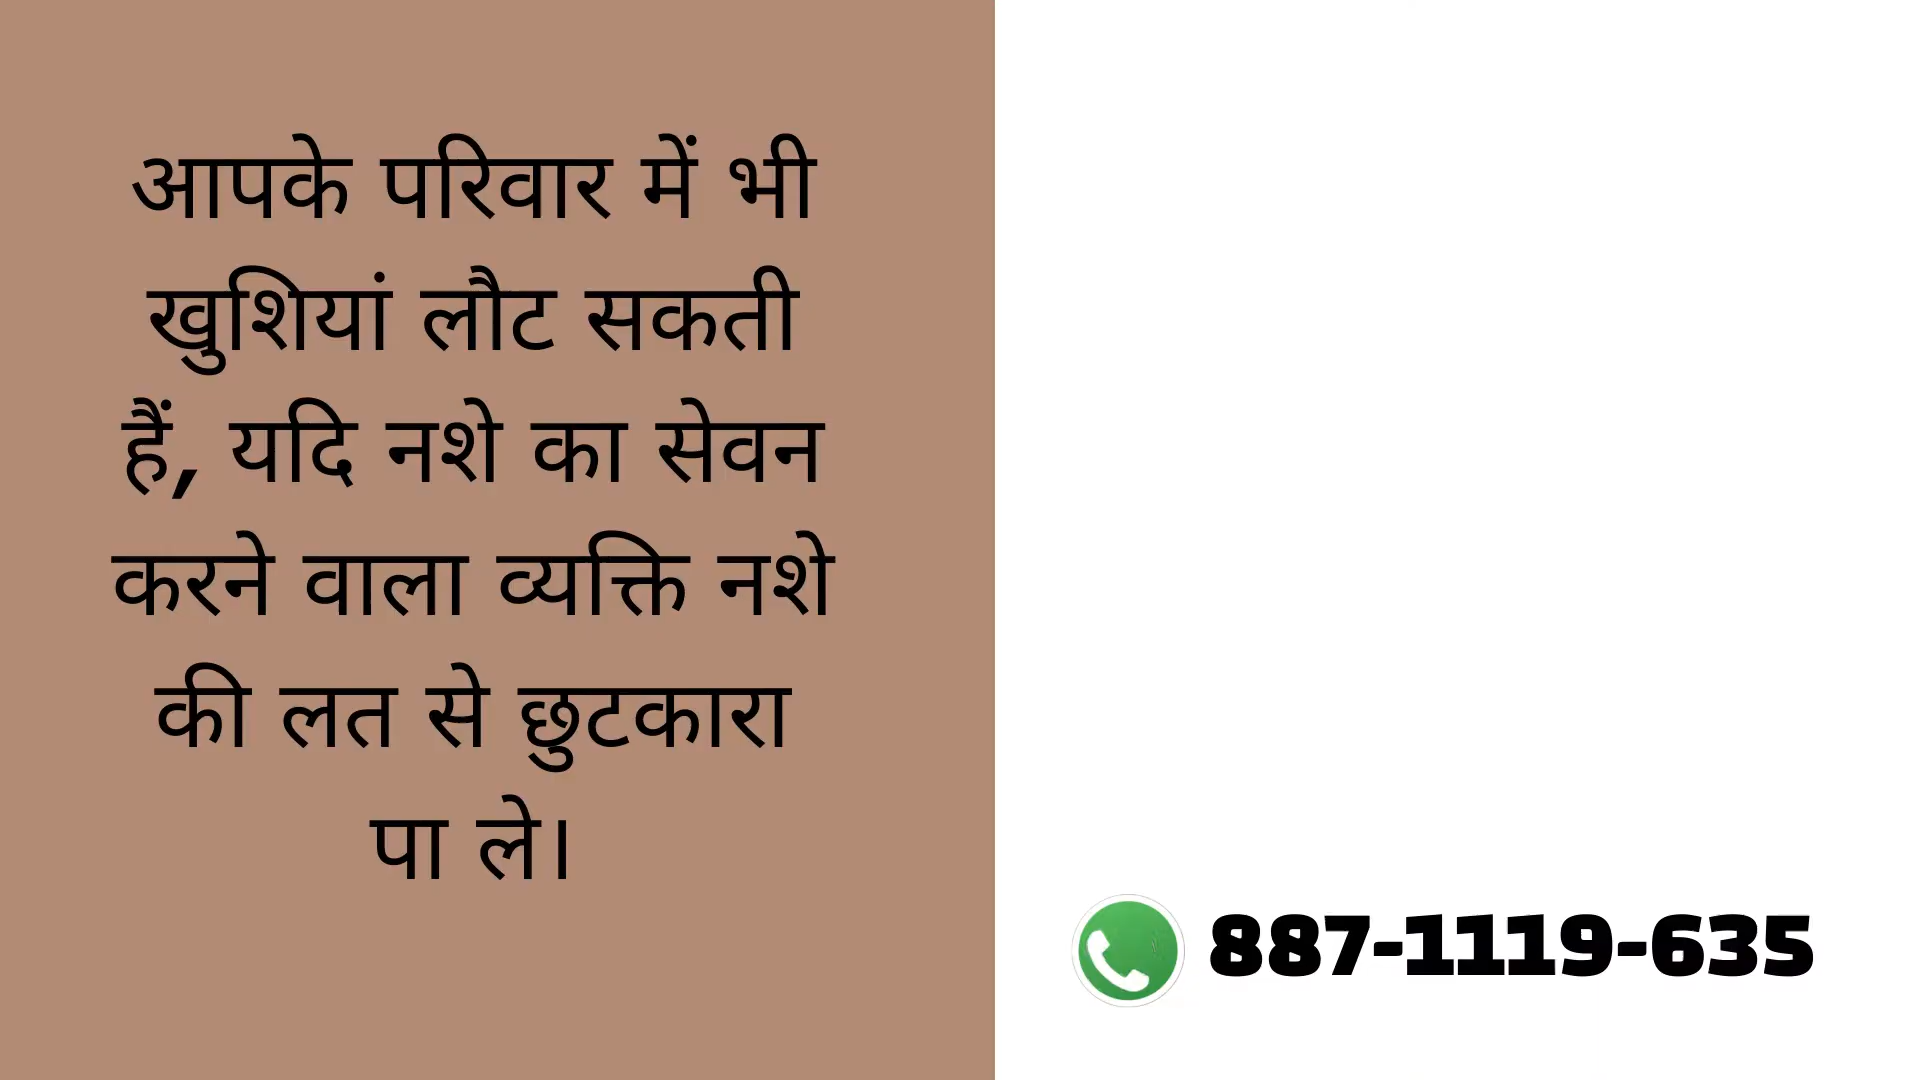 आपके परिवार में भी
खुशियां लौट सकती
हैं, यदि नशे का सेवन
करने वाला व्यक्ति नशे
की लत से छुटकारा
पा ले।
887-1119-635